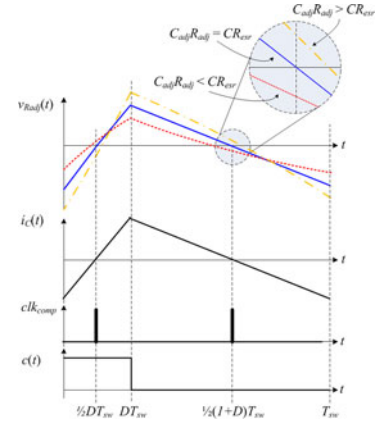 C_adj R_adj > CR_esr
C_adj R_adj = CR_esr
C_adj R_adj < CR_esr
v_Radj(t)
t
i_C(t)
t
clk_comp
t
c(t)
t
½DT_sw DT_sw ½(1+D)T_sw T_sw